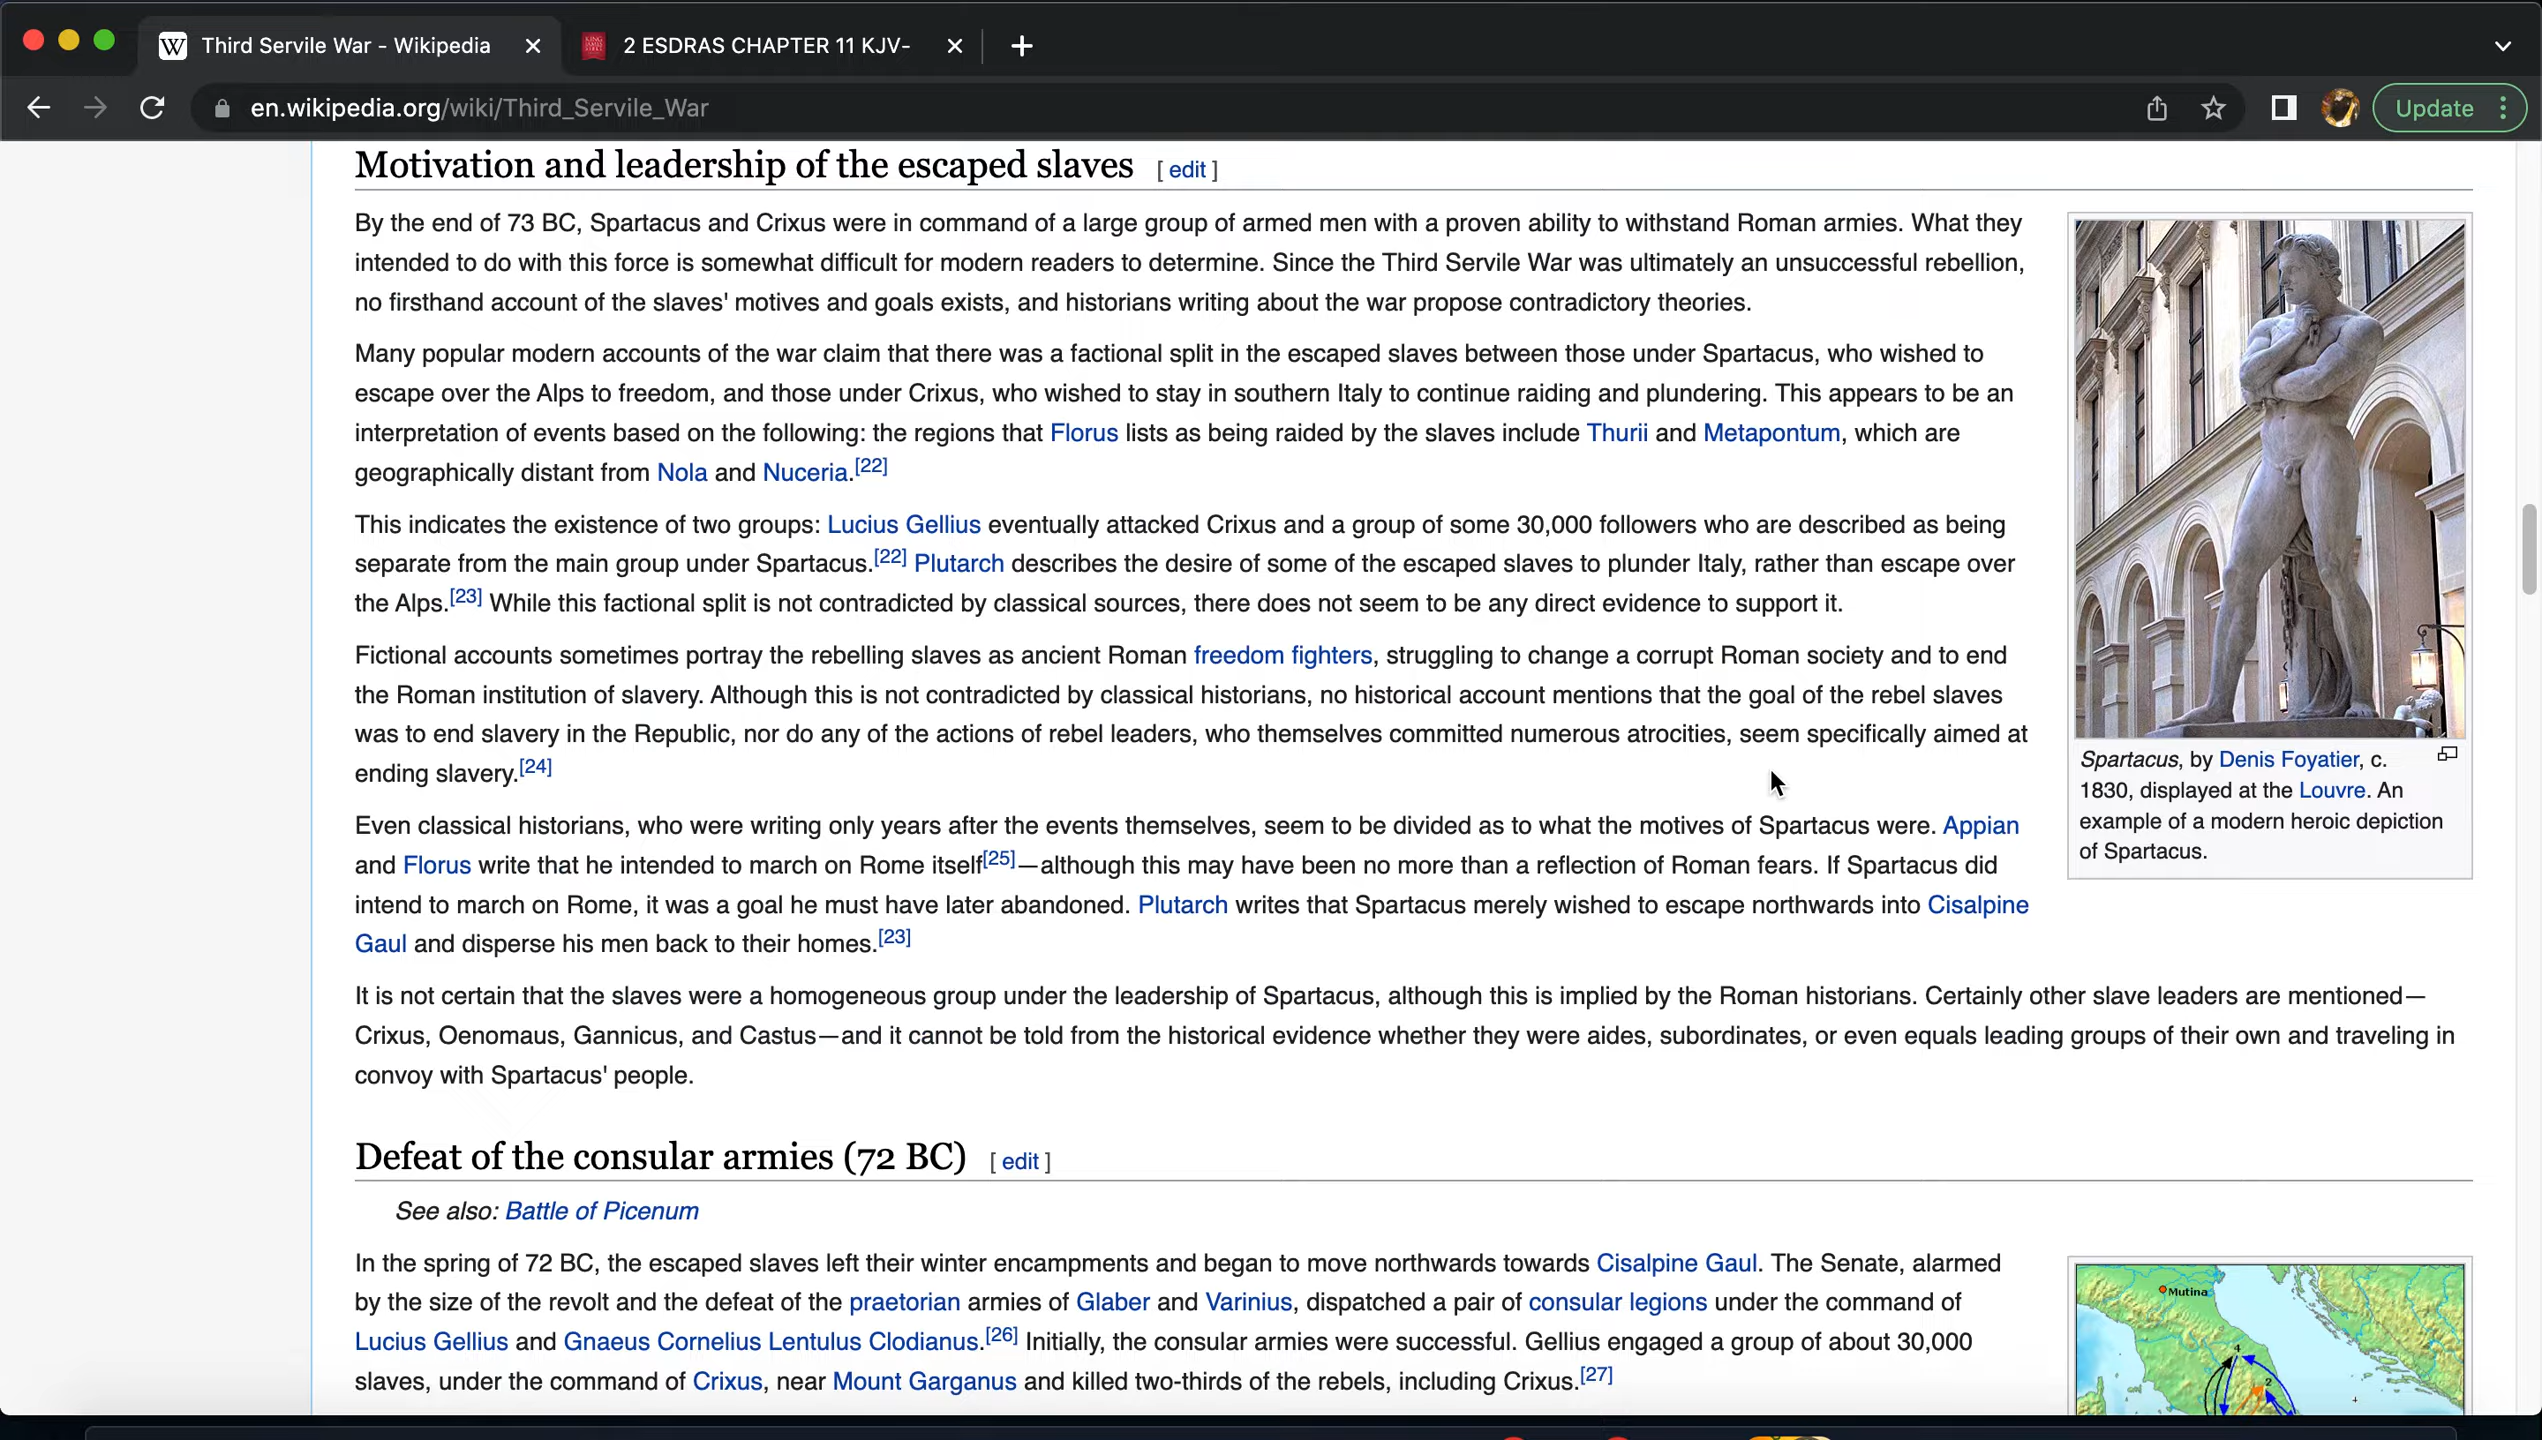 Third Servile War - Wikipedia
2 ESDRAS CHAPTER 11 KJV-
en.wikipedia.org/wiki/Third_Servile_War
Update
Motivation and leadership of the escaped slaves [ edit ]
By the end of 73 BC, Spartacus and Crixus were in command of a large group of armed men with a proven ability to withstand Roman armies. What they
intended to do with this force is somewhat difficult for modern readers to determine. Since the Third Servile War was ultimately an unsuccessful rebellion,
no firsthand account of the slaves' motives and goals exists, and historians writing about the war propose contradictory theories.
Many popular modern accounts of the war claim that there was a factional split in the escaped slaves between those under Spartacus, who wished to
escape over the Alps to freedom, and those under Crixus, who wished to stay in southern Italy to continue raiding and plundering. This appears to be an
interpretation of events based on the following: the regions that Florus lists as being raided by the slaves include Thurii and Metapontum, which are
geographically distant from Nola and Nuceria.[22]
This indicates the existence of two groups: Lucius Gellius eventually attacked Crixus and a group of some 30,000 followers who are described as being
separate from the main group under Spartacus.[22] Plutarch describes the desire of some of the escaped slaves to plunder Italy, rather than escape over
the Alps.[23] While this factional split is not contradicted by classical sources, there does not seem to be any direct evidence to support it.
Fictional accounts sometimes portray the rebelling slaves as ancient Roman freedom fighters, struggling to change a corrupt Roman society and to end
the Roman institution of slavery. Although this is not contradicted by classical historians, no historical account mentions that the goal of the rebel slaves
was to end slavery in the Republic, nor do any of the actions of rebel leaders, who themselves committed numerous atrocities, seem specifically aimed at
ending slavery.[24]
Even classical historians, who were writing only years after the events themselves, seem to be divided as to what the motives of Spartacus were. Appian
and Florus write that he intended to march on Rome itself[25]—although this may have been no more than a reflection of Roman fears. If Spartacus did
intend to march on Rome, it was a goal he must have later abandoned. Plutarch writes that Spartacus merely wished to escape northwards into Cisalpine
Gaul and disperse his men back to their homes.[23]
Spartacus, by Denis Foyatier, c.
1830, displayed at the Louvre. An
example of a modern heroic depiction
of Spartacus.
It is not certain that the slaves were a homogeneous group under the leadership of Spartacus, although this is implied by the Roman historians. Certainly other slave leaders are mentioned—
Crixus, Oenomaus, Gannicus, and Castus—and it cannot be told from the historical evidence whether they were aides, subordinates, or even equals leading groups of their own and traveling in
convoy with Spartacus' people.
Defeat of the consular armies (72 BC) [ edit ]
See also: Battle of Picenum
In the spring of 72 BC, the escaped slaves left their winter encampments and began to move northwards towards Cisalpine Gaul. The Senate, alarmed
by the size of the revolt and the defeat of the praetorian armies of Glaber and Varinius, dispatched a pair of consular legions under the command of
Lucius Gellius and Gnaeus Cornelius Lentulus Clodianus.[26] Initially, the consular armies were successful. Gellius engaged a group of about 30,000
slaves, under the command of Crixus, near Mount Garganus and killed two-thirds of the rebels, including Crixus.[27]
Mutina
4
2